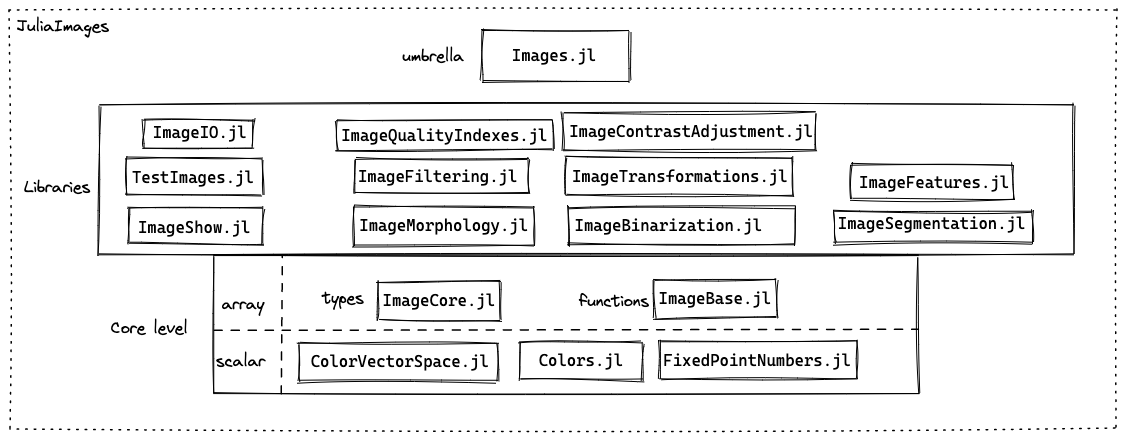 JuliaImages
umbrella Images.jl
ImageIO.jl ImageQualityIndexes.jl ImageContrastAdjustment.jl
Libraries TestImages.jl ImageFiltering.jl ImageTransformations.jl ImageFeatures.jl
ImageShow.jl ImageMorphology.jl ImageBinarization.jl ImageSegmentation.jl
Core level
array types ImageCore.jl functions ImageBase.jl
scalar ColorVectorSpace.jl Colors.jl FixedPointNumbers.jl